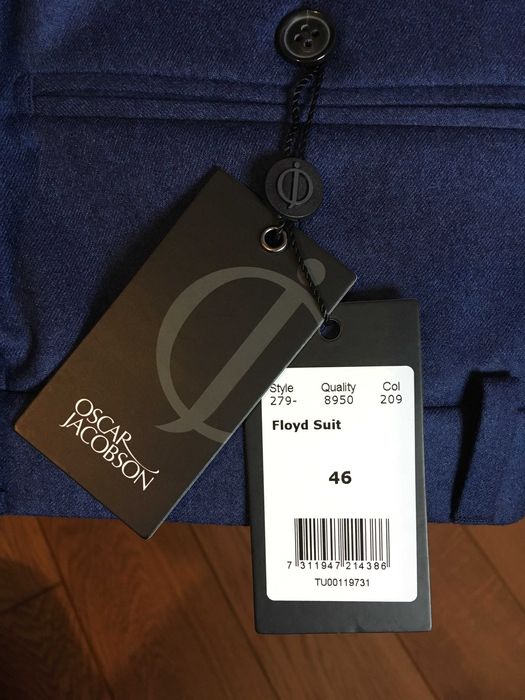 OSCAR
JACOBSON
Style Quality Col
279- 8950 209
Floyd Suit
46
7 311947 214386
TU00119731